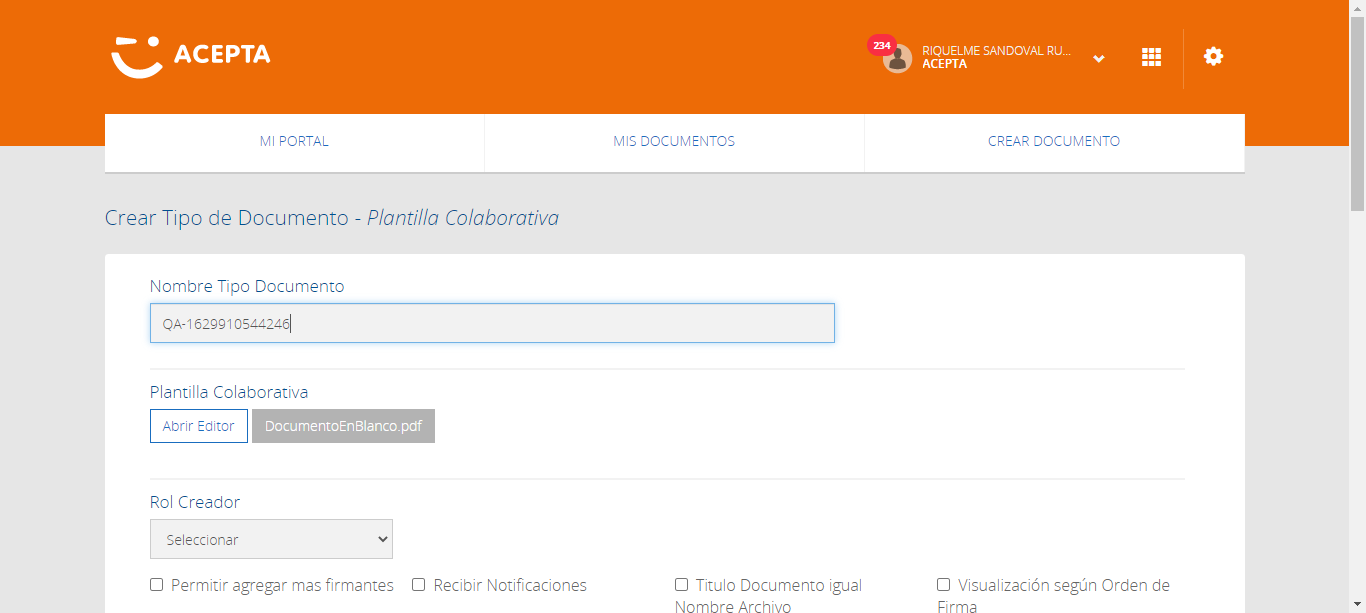 ACEPTA
234
RIQUELME SANDOVAL RU...
ACEPTA
MI PORTAL
MIS DOCUMENTOS
CREAR DOCUMENTO
Crear Tipo de Documento - Plantilla Colaborativa
Nombre Tipo Documento
QA-1629910544246
Plantilla Colaborativa
Abrir Editor
DocumentoEnBlanco.pdf
Rol Creador
Seleccionar
Permitir agregar mas firmantes
Recibir Notificaciones
Titulo Documento igual
Nombre Archivo
Visualización según Orden de
Firma